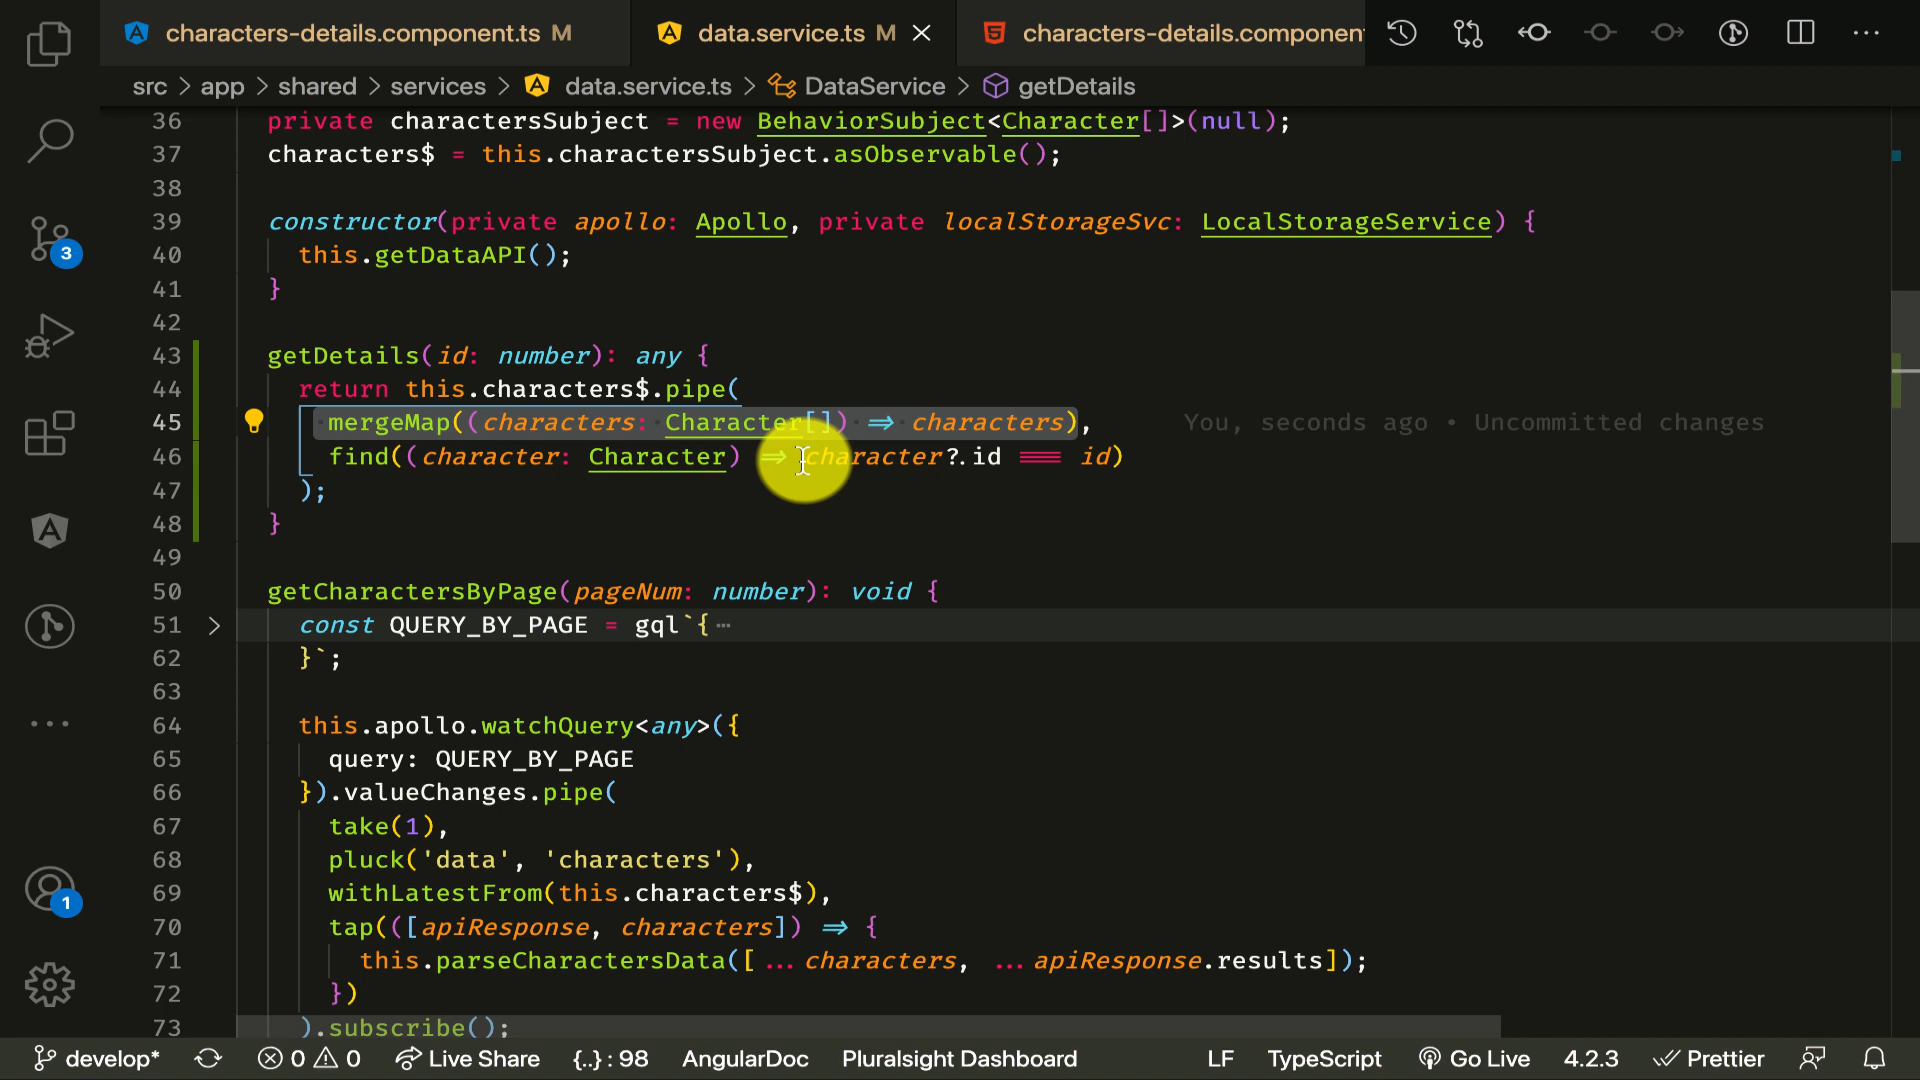 characters-details.component.ts M data.service.ts M characters-details.componen
src > app > shared > services > data.service.ts > DataService > getDetails
36 private charactersSubject = new BehaviorSubject<Character[]>(null);
37 characters$ = this.charactersSubject.asObservable();
38
39 constructor(private apollo: Apollo, private localStorageSvc: LocalStorageService) {
40 this.getDataAPI();
41 }
42
43 getDetails(id: number): any {
44 return this.characters$.pipe(
45 mergeMap((characters: Character[]) => characters), You, seconds ago • Uncommitted changes
46 find((character: Character) => character?.id === id)
47 );
48 }
49
50 getCharactersByPage(pageNum: number): void {
51 const QUERY_BY_PAGE = gql`{ ⋯
62 }`;
63
64 this.apollo.watchQuery<any>({
65 query: QUERY_BY_PAGE
66 }).valueChanges.pipe(
67 take(1),
68 pluck('data', 'characters'),
69 withLatestFrom(this.characters$),
70 tap(([apiResponse, characters]) => {
71 this.parseCharactersData([ ...characters, ...apiResponse.results]);
72 })
73 ).subscribe();
3
1
develop* 0 0 Live Share {..} : 98 AngularDoc Pluralsight Dashboard LF TypeScript Go Live 4.2.3 Prettier